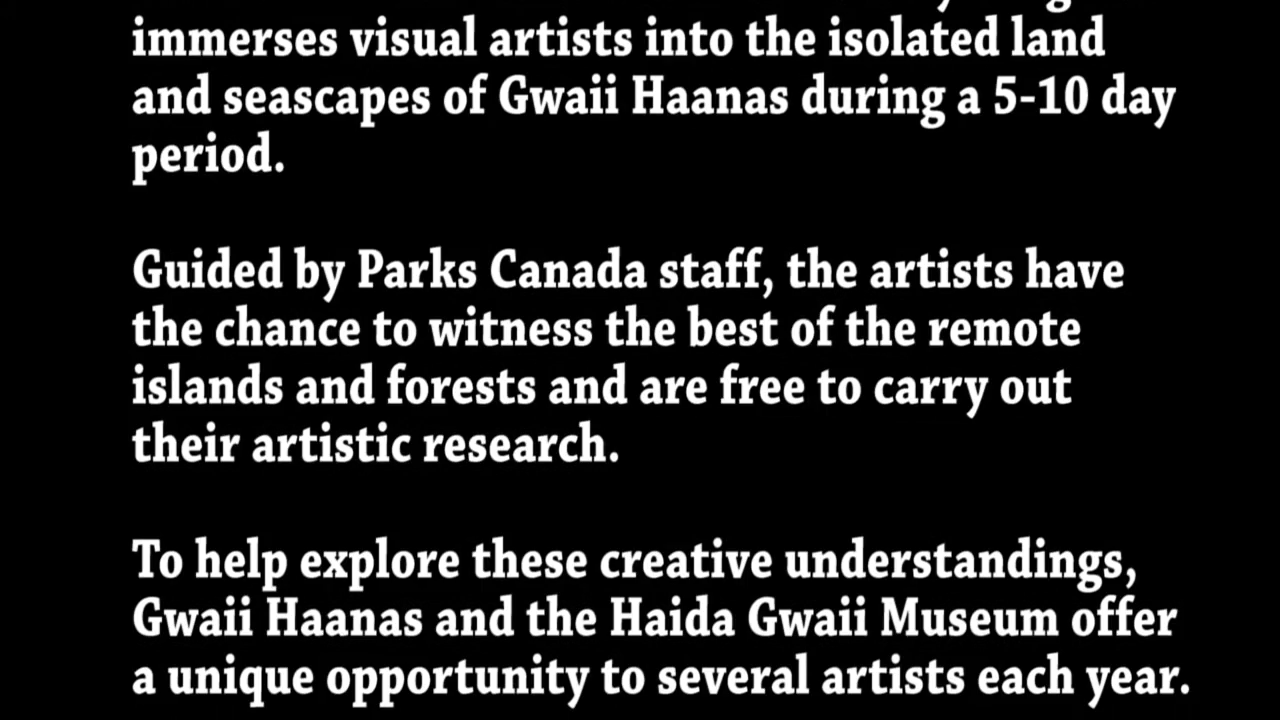 immerses visual artists into the isolated land
and seascapes of Gwaii Haanas during a 5-10 day
period.
Guided by Parks Canada staff, the artists have
the chance to witness the best of the remote
islands and forests and are free to carry out
their artistic research.
To help explore these creative understandings,
Gwaii Haanas and the Haida Gwaii Museum offer
a unique opportunity to several artists each year.